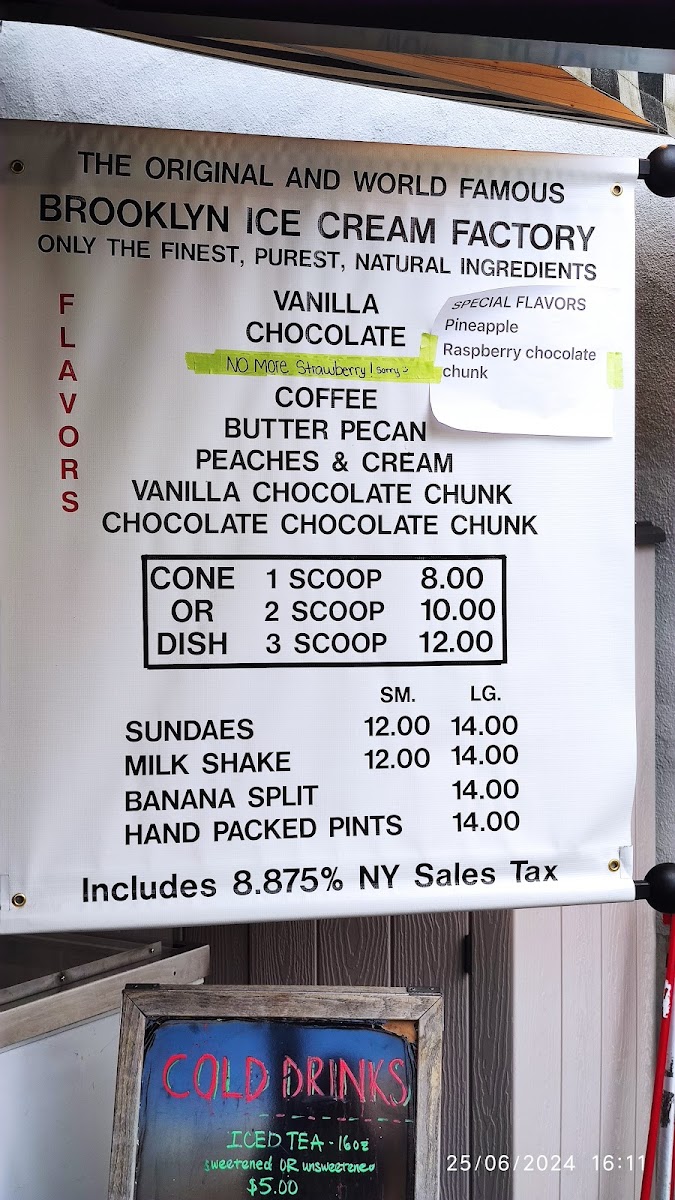 THE ORIGINAL AND WORLD FAMOUS
BROOKLYN ICE CREAM FACTORY
ONLY THE FINEST, PUREST, NATURAL INGREDIENTS
FLAVORS
VANILLA
CHOCOLATE
NO MORE Strawberry! sorry
COFFEE
BUTTER PECAN
PEACHES & CREAM
VANILLA CHOCOLATE CHUNK
CHOCOLATE CHOCOLATE CHUNK
SPECIAL FLAVORS
Pineapple
Raspberry chocolate
chunk
CONE 1 SCOOP 8.00
OR 2 SCOOP 10.00
DISH 3 SCOOP 12.00
SM. LG.
SUNDAES 12.00 14.00
MILK SHAKE 12.00 14.00
BANANA SPLIT 14.00
HAND PACKED PINTS 14.00
Includes 8.875% NY Sales Tax
COLD DRINKS
ICED TEA - 16oz
sweetened OR unsweetened
$5.00
25/06/2024 16:11